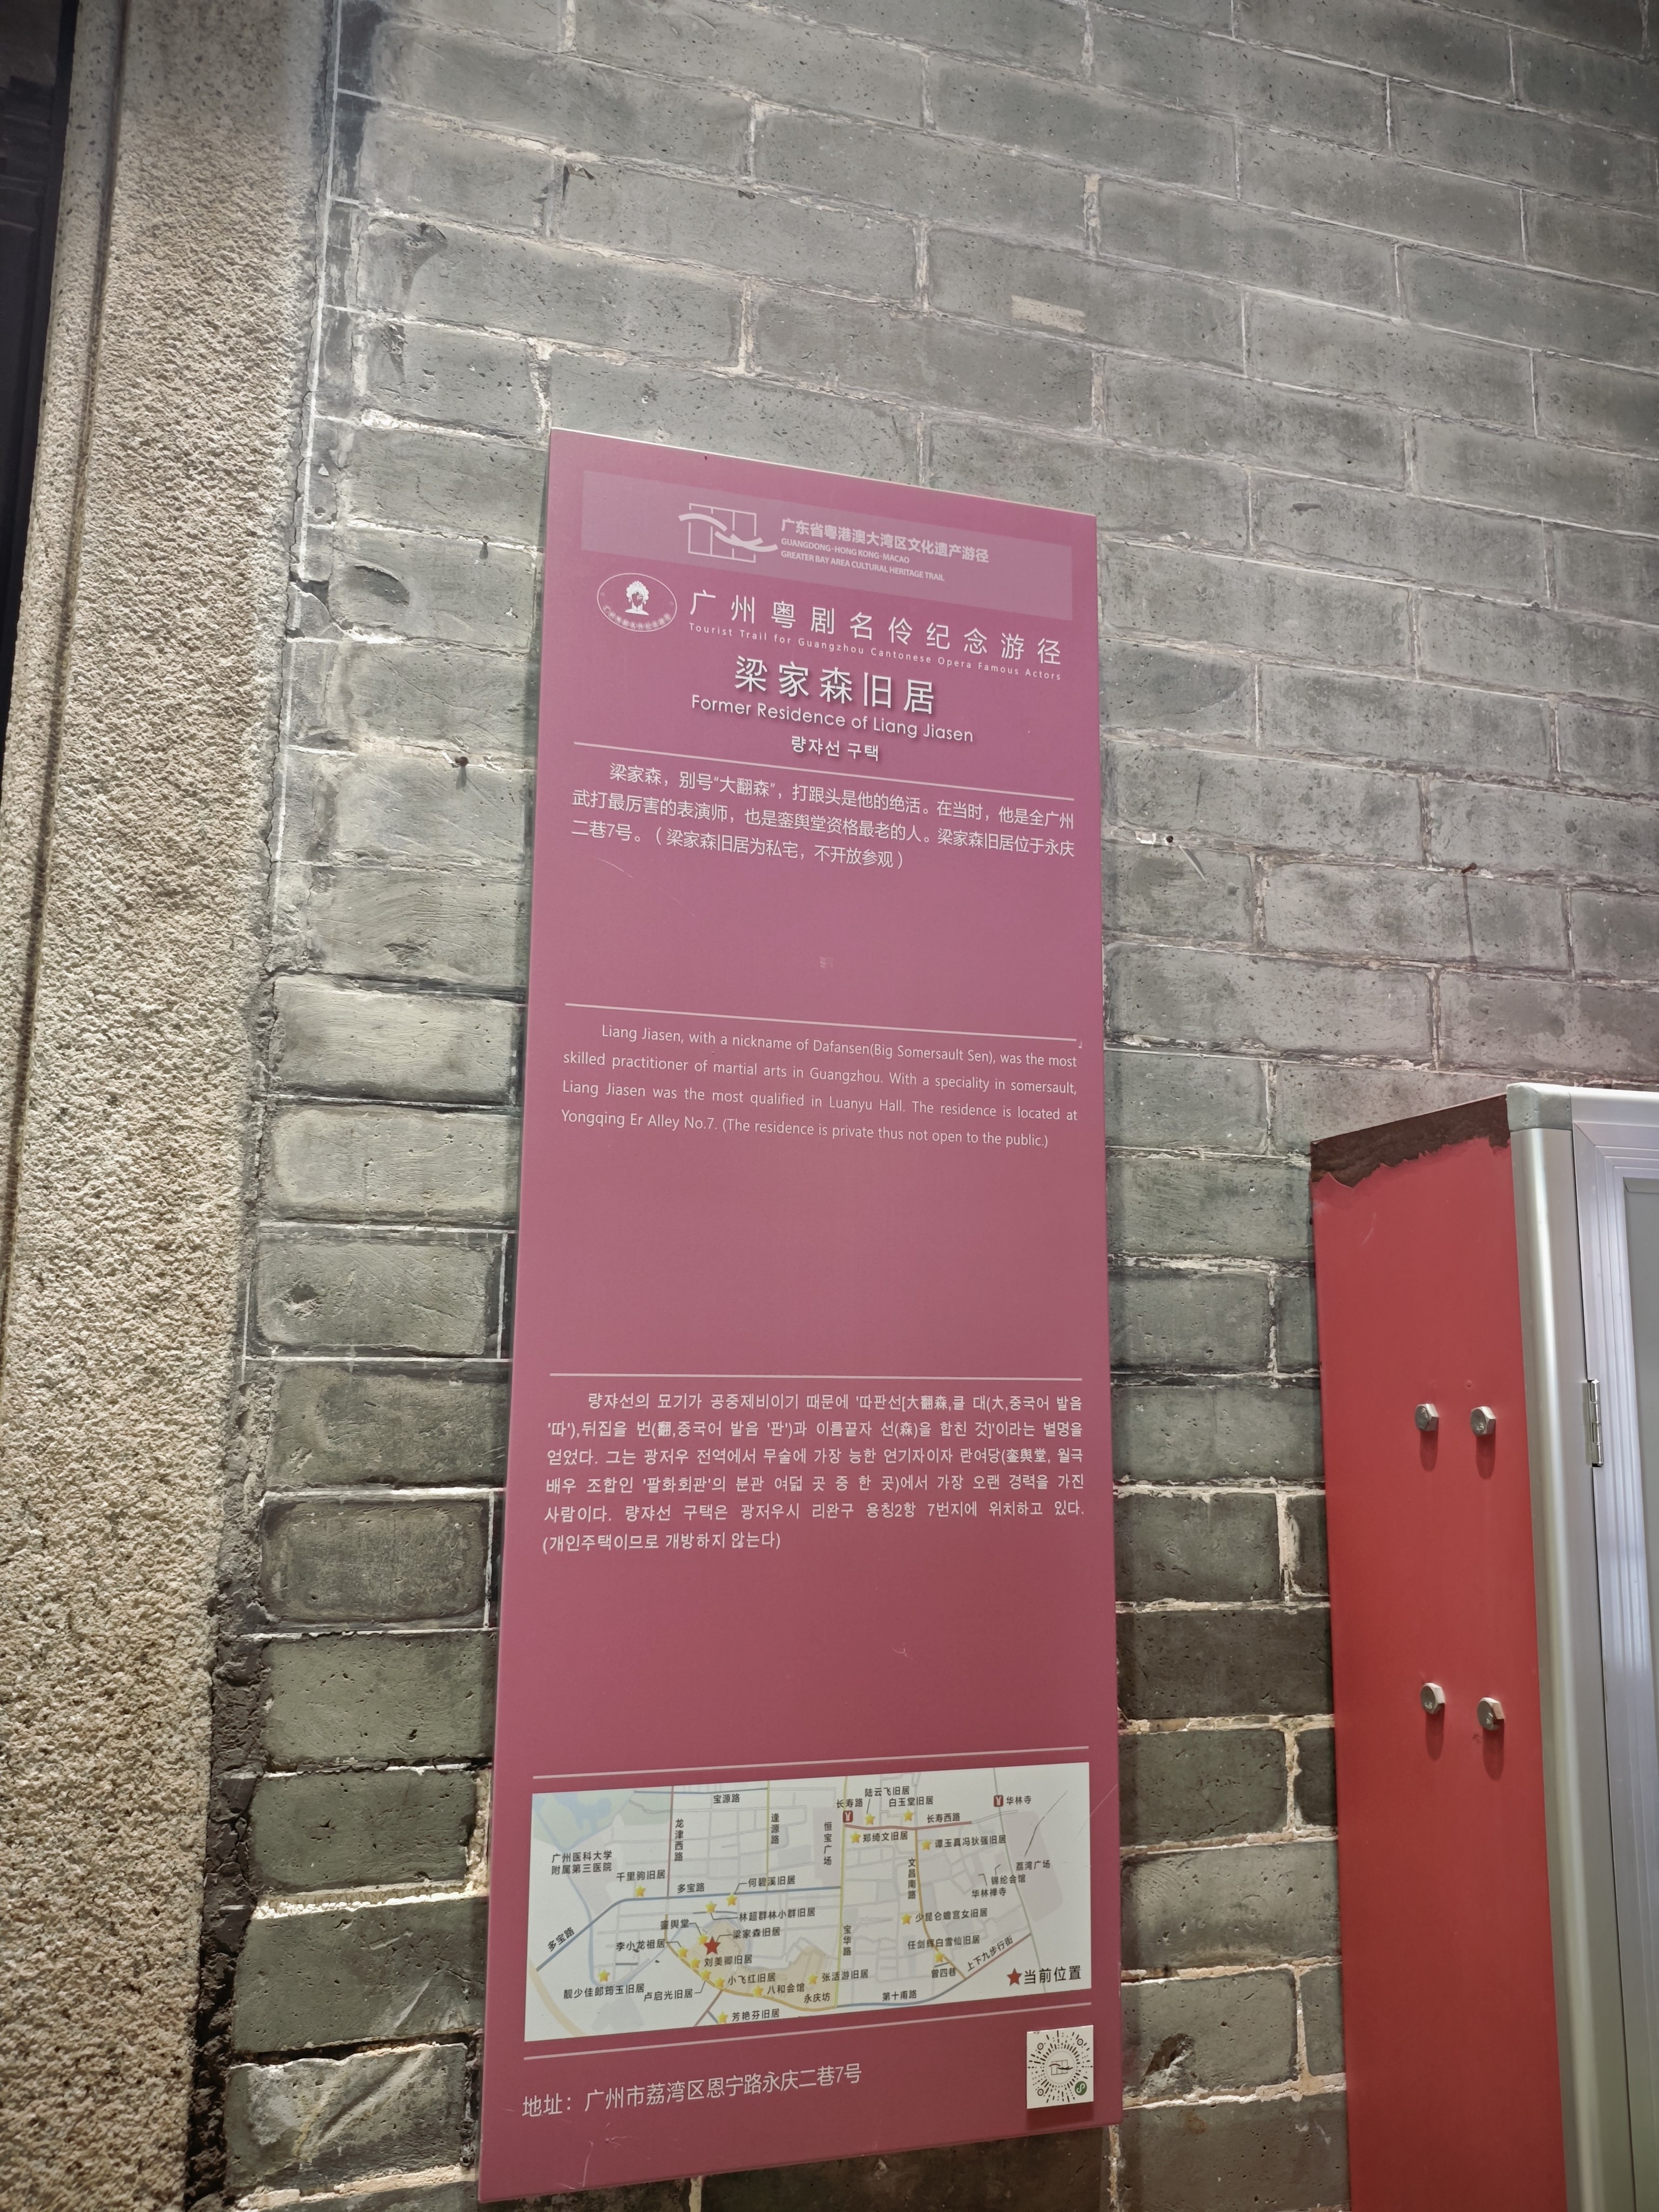 广东省粤港澳大湾区文化遗产游径
GUANGDONG-HONG KONG-MACAO
GREATER BAY AREA CULTURAL HERITAGE TRAIL
广州粤剧名伶纪念游径
Tourist Trail for Guangzhou Cantonese Opera Famous Actors
梁家森旧居
Former Residence of Liang Jiasen
량쟈선 구택
梁家森，别号“大翻森”，打跟头是他的绝活。在当时，他是全广州
武打最厉害的表演师，也是銮舆堂资格最老的人。梁家森旧居位于永庆
二巷7号。（梁家森旧居为私宅，不开放参观）
Liang Jiasen, with a nickname of Dafansen(Big Somersault Sen), was the most
skilled practitioner of martial arts in Guangzhou. With a speciality in somersault,
Liang Jiasen was the most qualified in Luanyu Hall. The residence is located at
Yongqing Er Alley No.7. (The residence is private thus not open to the public.)
량쟈선의 묘기가 공중제비이기 때문에 '따판선[大翻森,클 대(大,중국어 발음
'따'),뒤집을 번(翻,중국어 발음 '판')과 이름끝자 선(森)을 합친 것]'이라는 별명을
얻었다. 그는 광저우 전역에서 무술에 가장 능한 연기자이자 란여당(銮舆堂, 월극
배우 조합인 '팔화회관'의 분관 여덟 곳 중 한 곳)에서 가장 오랜 경력을 가진
사람이다. 량쟈선 구택은 광저우시 리완구 용칭2항 7번지에 위치하고 있다.
(개인주택이므로 개방하지 않는다)
陆云飞旧居
宝源路
长寿路
白玉堂旧居
华林寺
龙津西路
逢源路
恒宝广场
长寿西路
郑绮文旧居
谭玉真冯狄强旧居
广州医科大学
附属第三医院
千里驹旧居
文昌南路
荔湾广场
锦纶会馆
华林禅寺
多宝路
何碧溪旧居
林超群林小群旧居
少昆仑蟾宫女旧居
銮舆堂
梁家森旧居
宝华路
多宝路
李小龙祖居
任剑辉白雪仙旧居
上下九步行街
刘美卿旧居
曾四巷
小飞红旧居
张活游旧居
当前位置
靓少佳郎筠玉旧居
卢启光旧居
八和会馆
永庆坊
第十甫路
芳艳芬旧居
地址：广州市荔湾区恩宁路永庆二巷7号